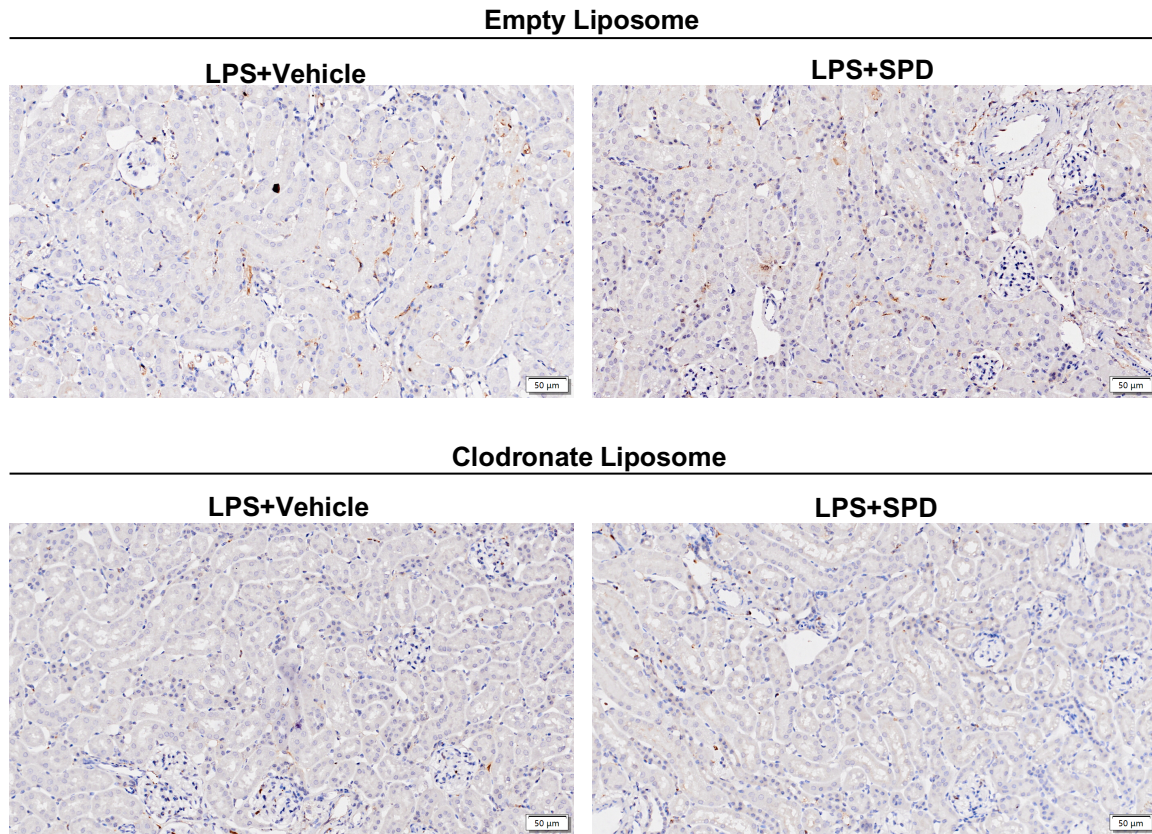 Empty Liposome
LPS+Vehicle
LPS+SPD
50 µm
50 µm
Clodronate Liposome
LPS+Vehicle
LPS+SPD
50 µm
50 µm